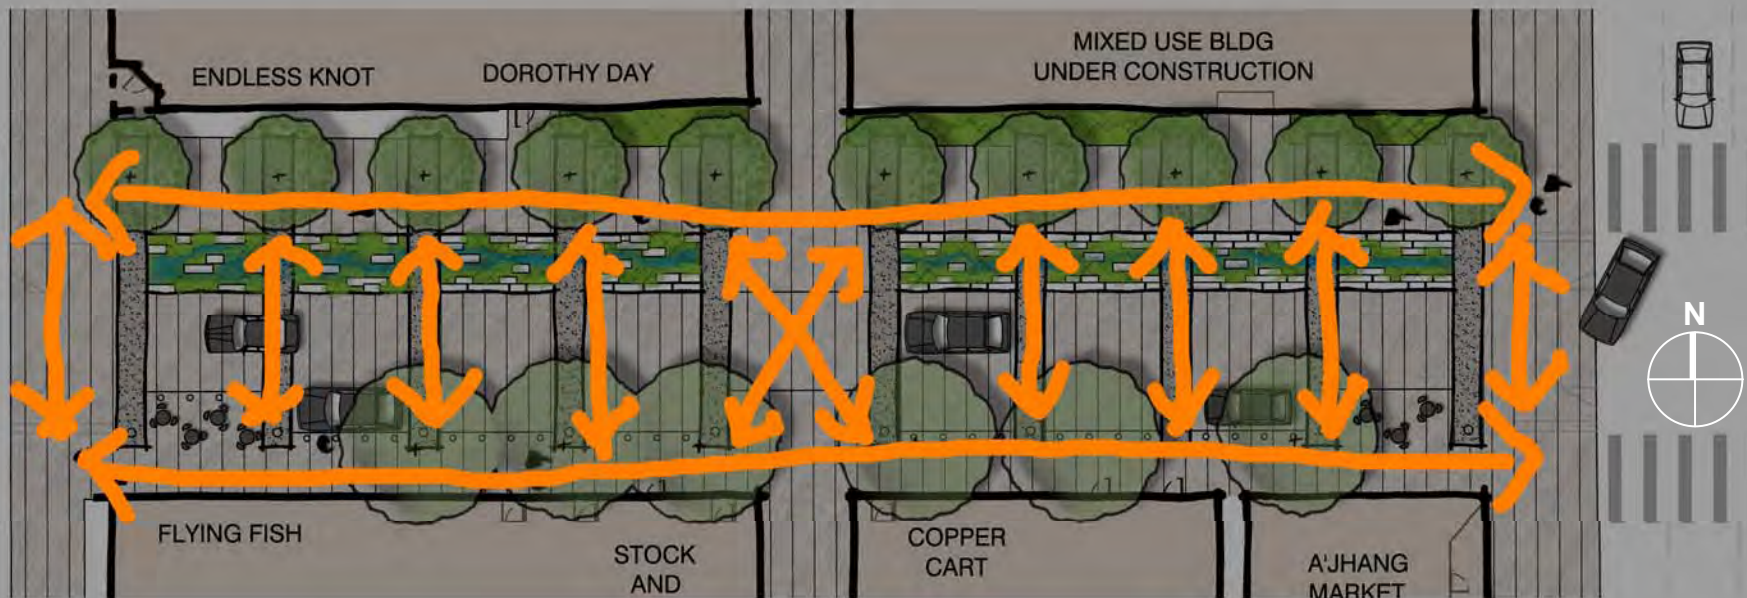 ENDLESS KNOT
DOROTHY DAY
MIXED USE BLDG
UNDER CONSTRUCTION
N
FLYING FISH
STOCK
AND
COPPER
CART
A'JHANG
MARKET